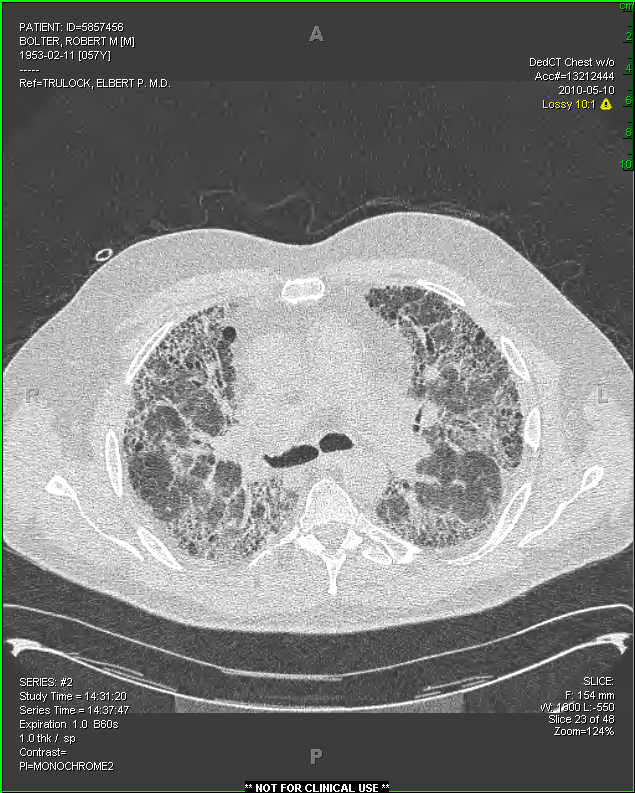 PATIENT: ID=5857456
BOLTER, ROBERT M [M]
1953-02-11 [057Y]
-----
Ref=TRULOCK, ELBERT P. M.D.
A
cm
2
4
6
8
10
DedCT Chest w/o
Acc#=13212444
2010-05-10
Lossy 10:1
R
L
SERIES: #2
Study Time = 14:31:20
Series Time = 14:37:47
Expiration 1.0 B60s
1.0 thk / sp
Contrast=
PI=MONOCHROME2
P
SLICE:
F: 154 mm
W: 1800 L:-550
Slice 23 of 48
Zoom=124%
** NOT FOR CLINICAL USE **